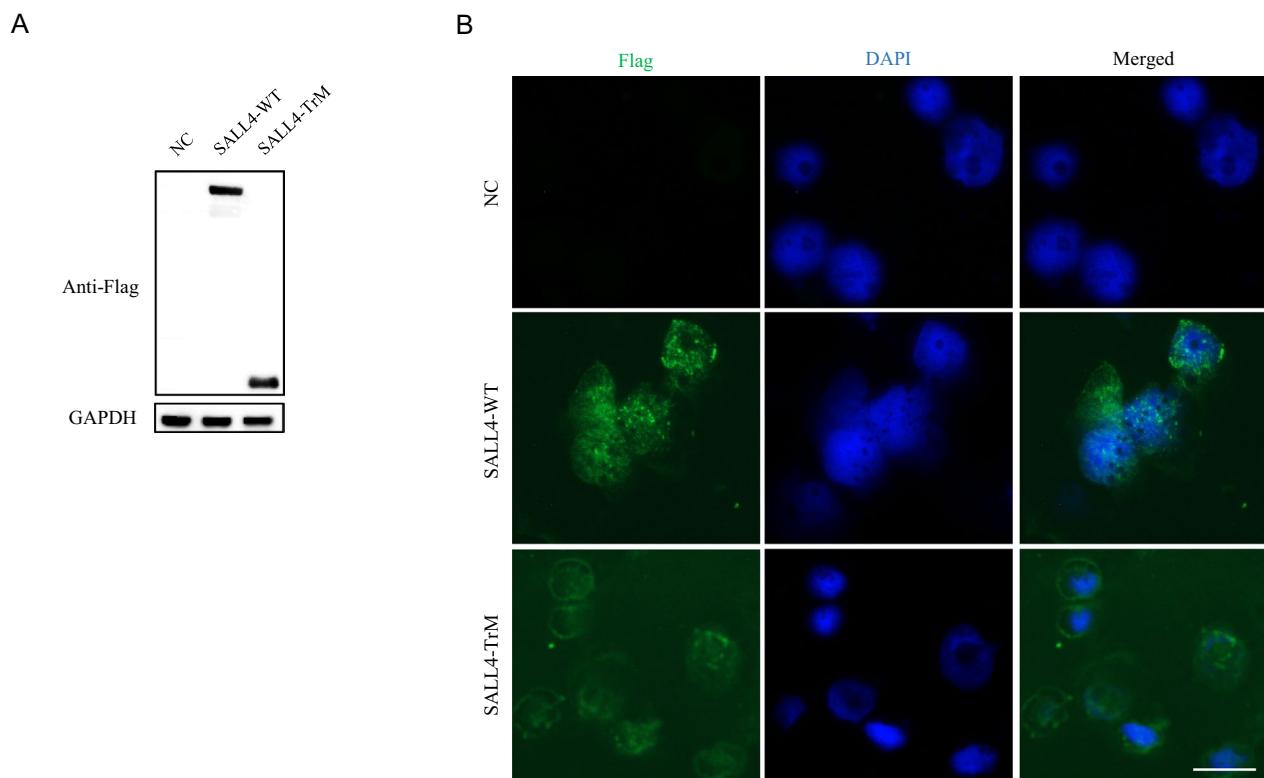 A
B
NC
SALL4-WT
SALL4-TrM
Anti-Flag
GAPDH
Flag
DAPI
Merged
NC
SALL4-WT
SALL4-TrM